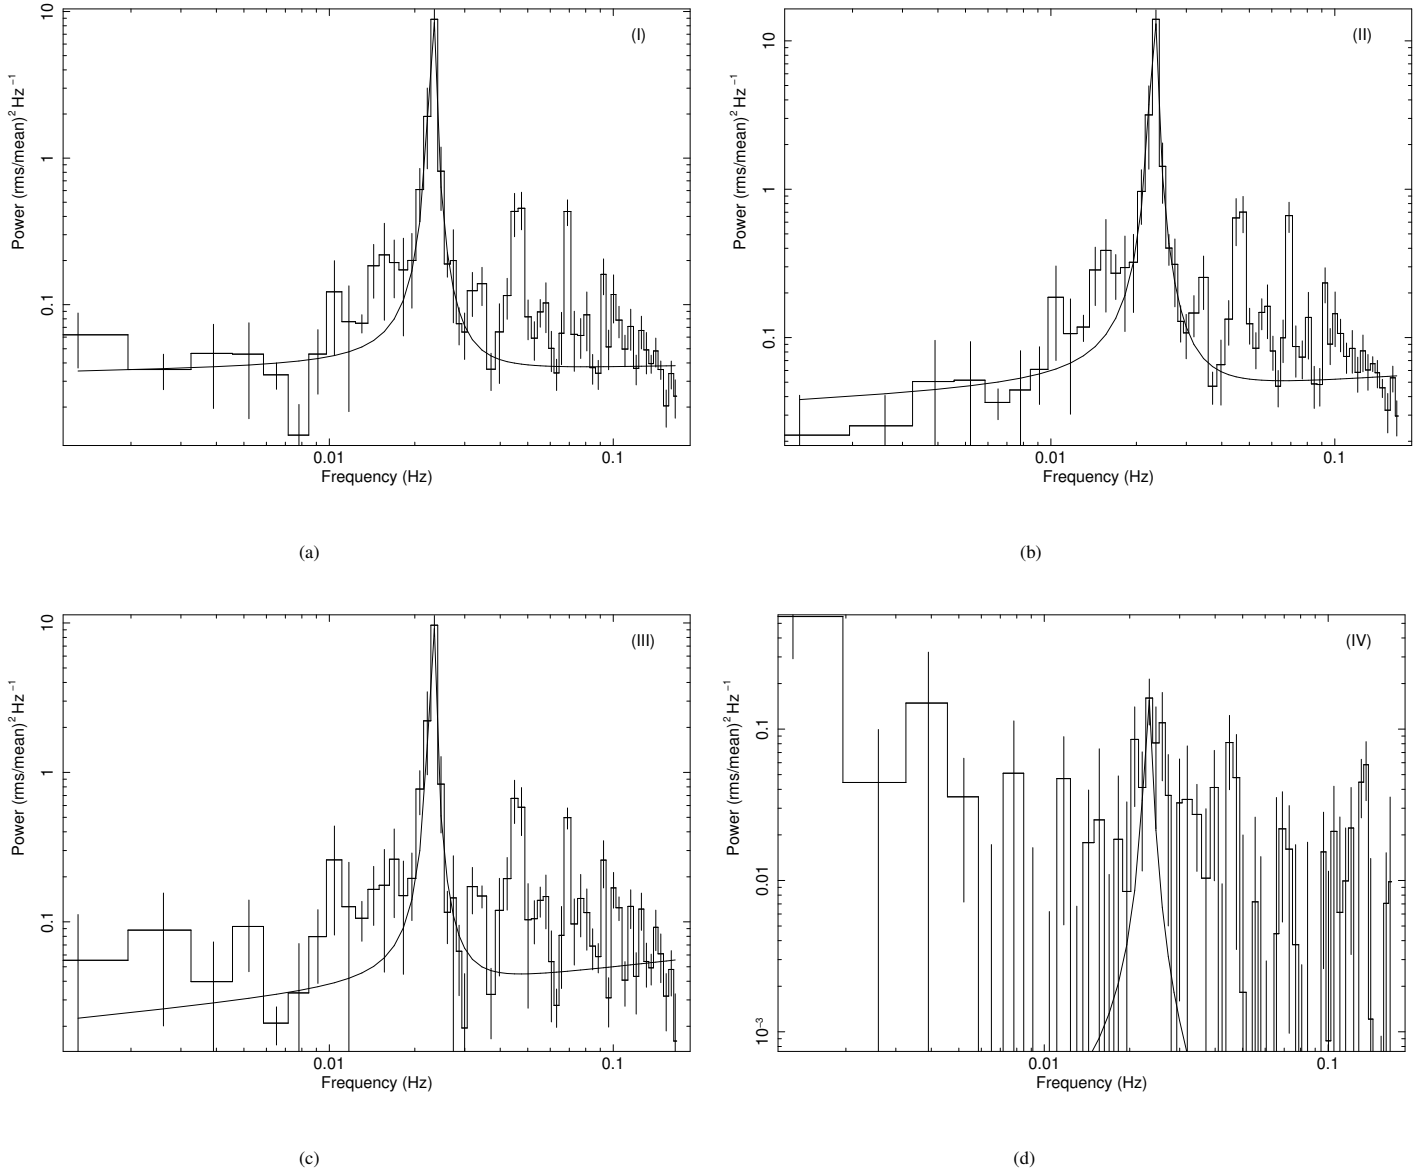 10
1
0.1
Power (rms/mean)² Hz⁻¹
(I)
0.01 0.1
Frequency (Hz)
(a)
10
1
0.1
Power (rms/mean)² Hz⁻¹
(II)
0.01 0.1
Frequency (Hz)
(b)
10
1
0.1
Power (rms/mean)² Hz⁻¹
(III)
0.01 0.1
Frequency (Hz)
(c)
0.1
0.01
10⁻³
Power (rms/mean)² Hz⁻¹
(IV)
0.01 0.1
Frequency (Hz)
(d)